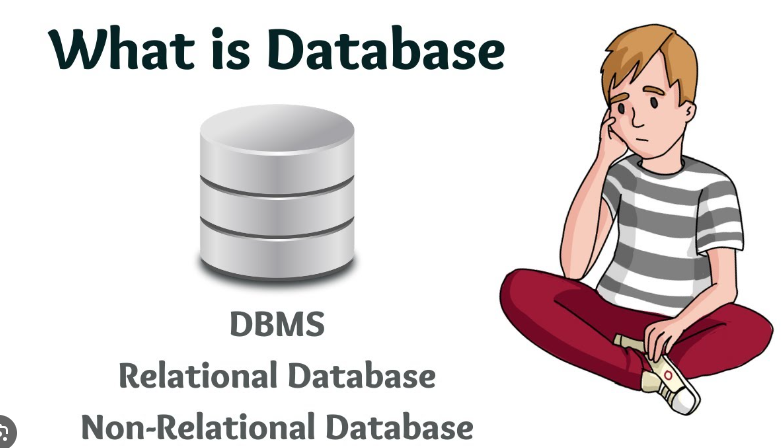 What is Database
DBMS
Relational Database
Non-Relational Database